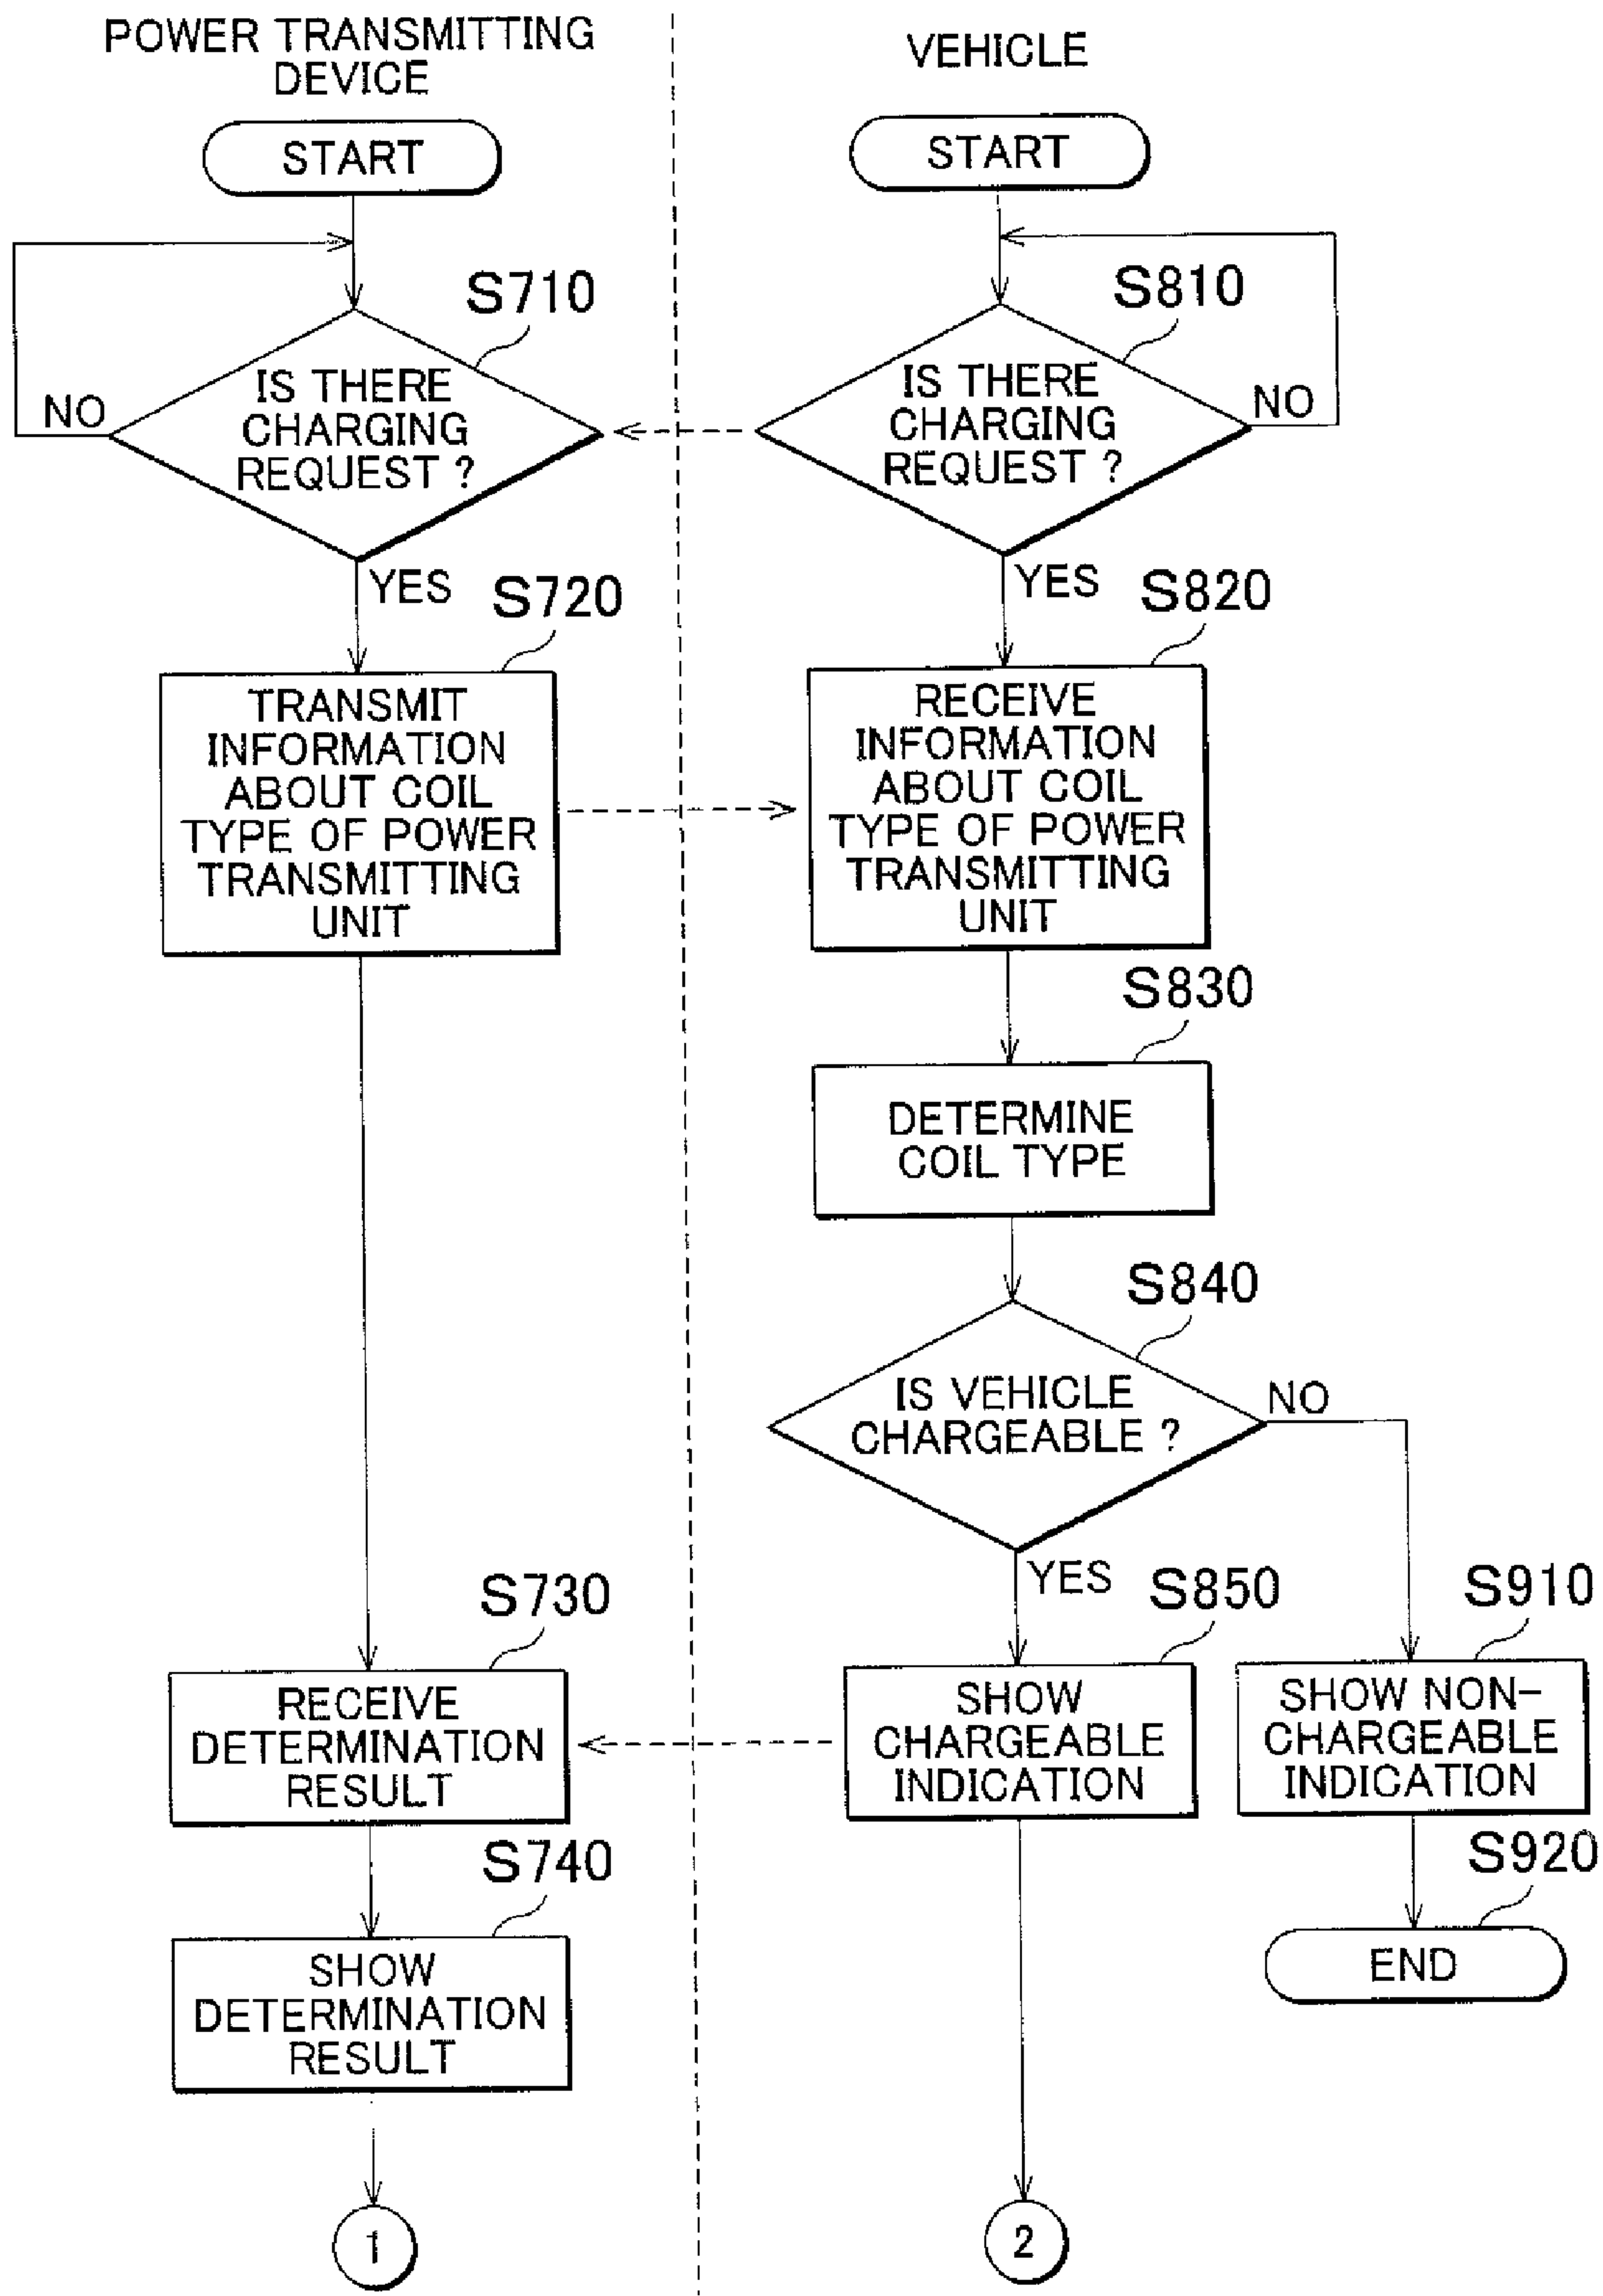 POWER TRANSMITTING
DEVICE
START
S710
IS THERE
CHARGING
REQUEST ?
NO
YES
S720
TRANSMIT
INFORMATION
ABOUT COIL
TYPE OF POWER
TRANSMITTING
UNIT
S730
RECEIVE
DETERMINATION
RESULT
S740
SHOW
DETERMINATION
RESULT
1
VEHICLE
START
S810
IS THERE
CHARGING
REQUEST ?
NO
YES
S820
RECEIVE
INFORMATION
ABOUT COIL
TYPE OF POWER
TRANSMITTING
UNIT
S830
DETERMINE
COIL TYPE
S840
IS VEHICLE
CHARGEABLE ?
NO
YES
S850
SHOW
CHARGEABLE
INDICATION
2
S910
SHOW NON-
CHARGEABLE
INDICATION
S920
END